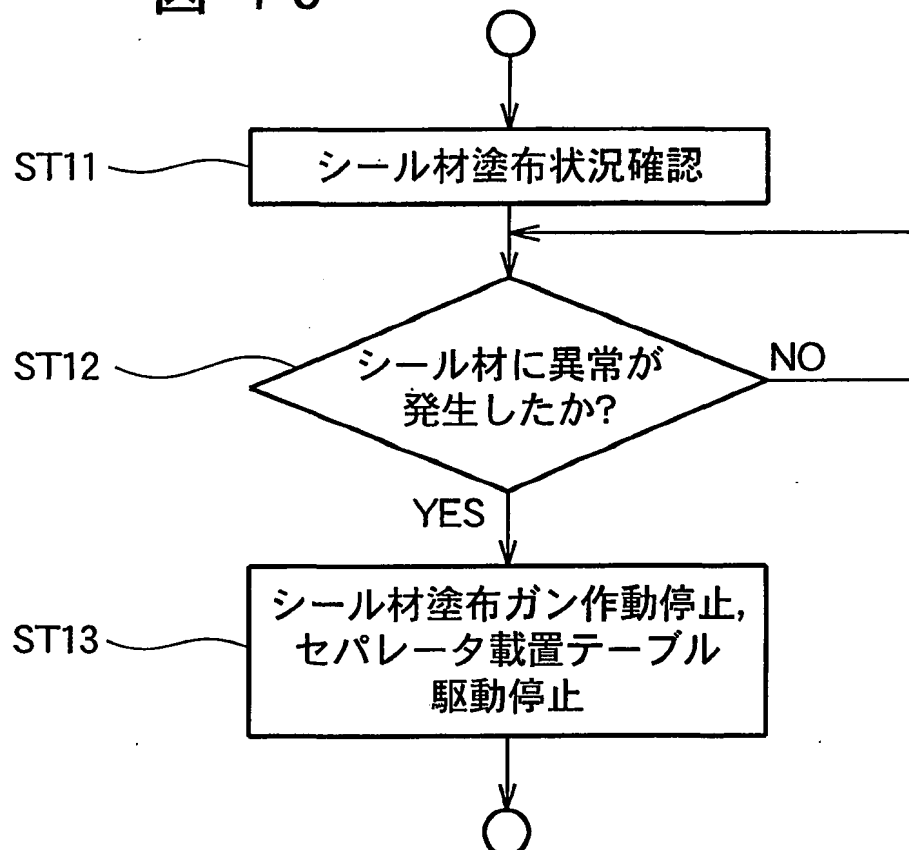 図
ST11
シール材塗布状況確認
ST12
シール材に異常が
発生したか?
NO
YES
ST13
シール材塗布ガン作動停止,
セパレータ載置テーブル
駆動停止